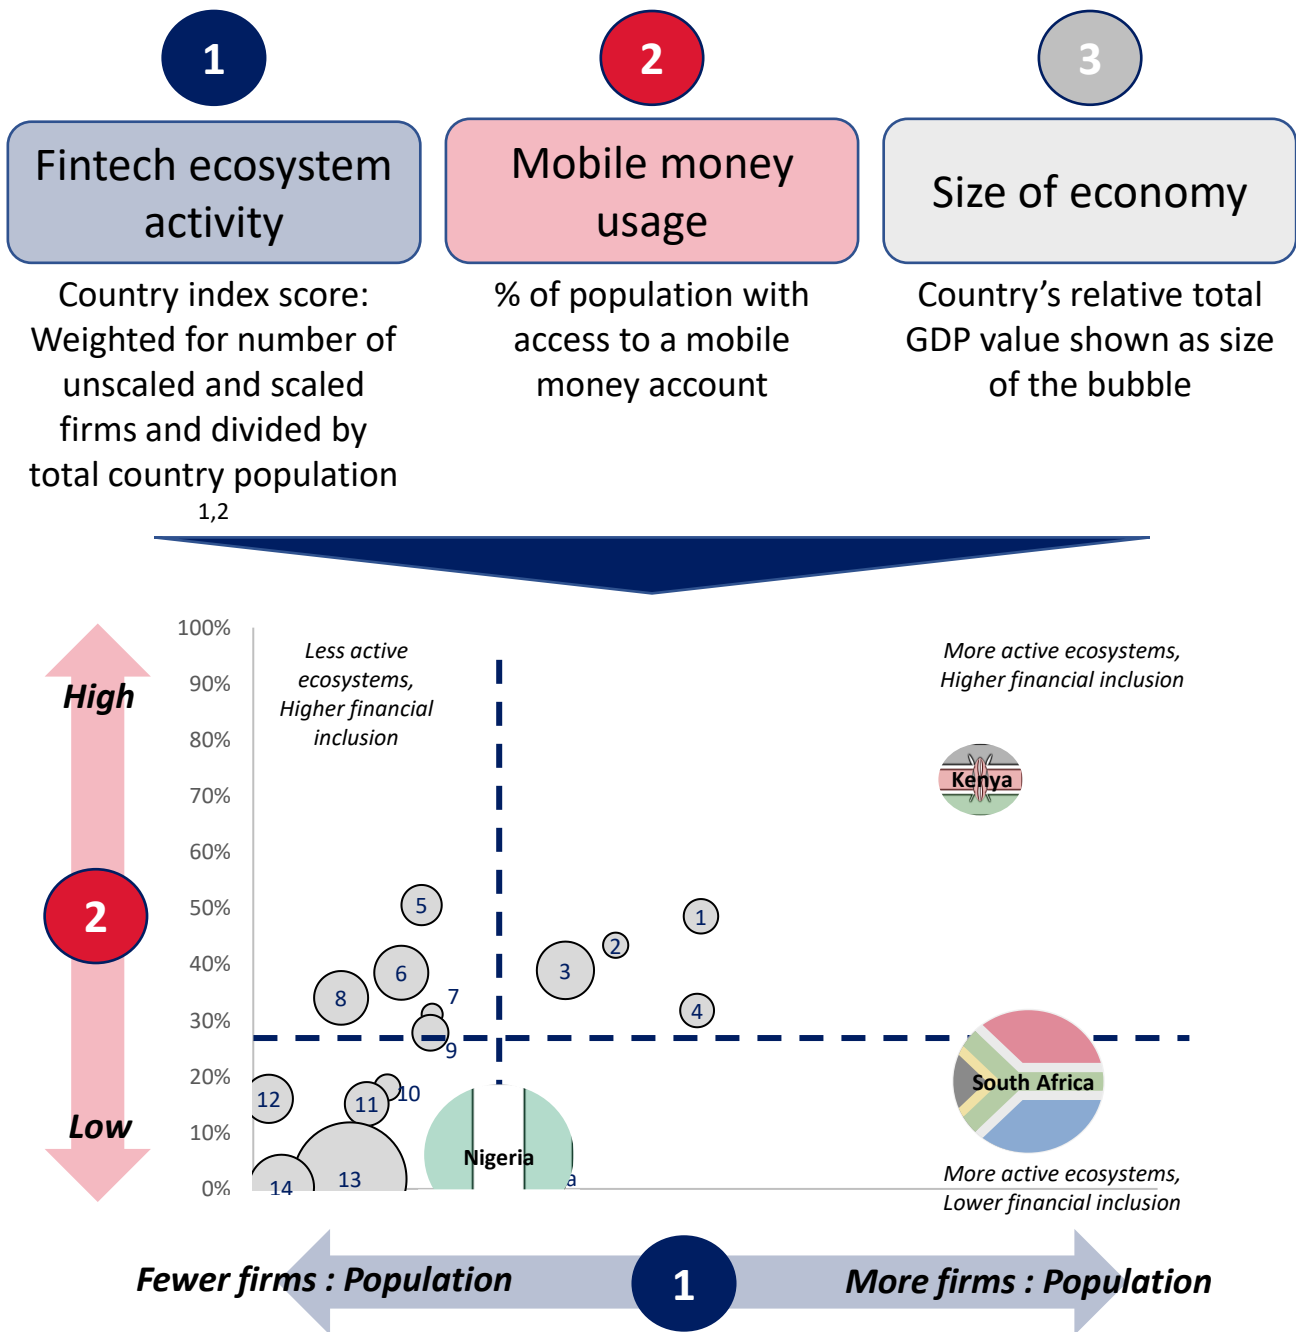 1
2
3
Fintech ecosystem
activity
Mobile money
usage
Size of economy
Country index score:
Weighted for number of
unscaled and scaled
firms and divided by
total country population
1,2
% of population with
access to a mobile
money account
Country's relative total
GDP value shown as size
of the bubble
100%
90%
80%
70%
60%
50%
40%
30%
20%
10%
0%
High
2
Low
Less active
ecosystems,
Higher financial
inclusion
More active ecosystems,
Higher financial inclusion
Kenya
5
1
2
3
6
8
7
4
9
10
12
11
South Africa
Nigeria
a
13
14
More active ecosystems,
Lower financial inclusion
Fewer firms : Population
1
More firms : Population